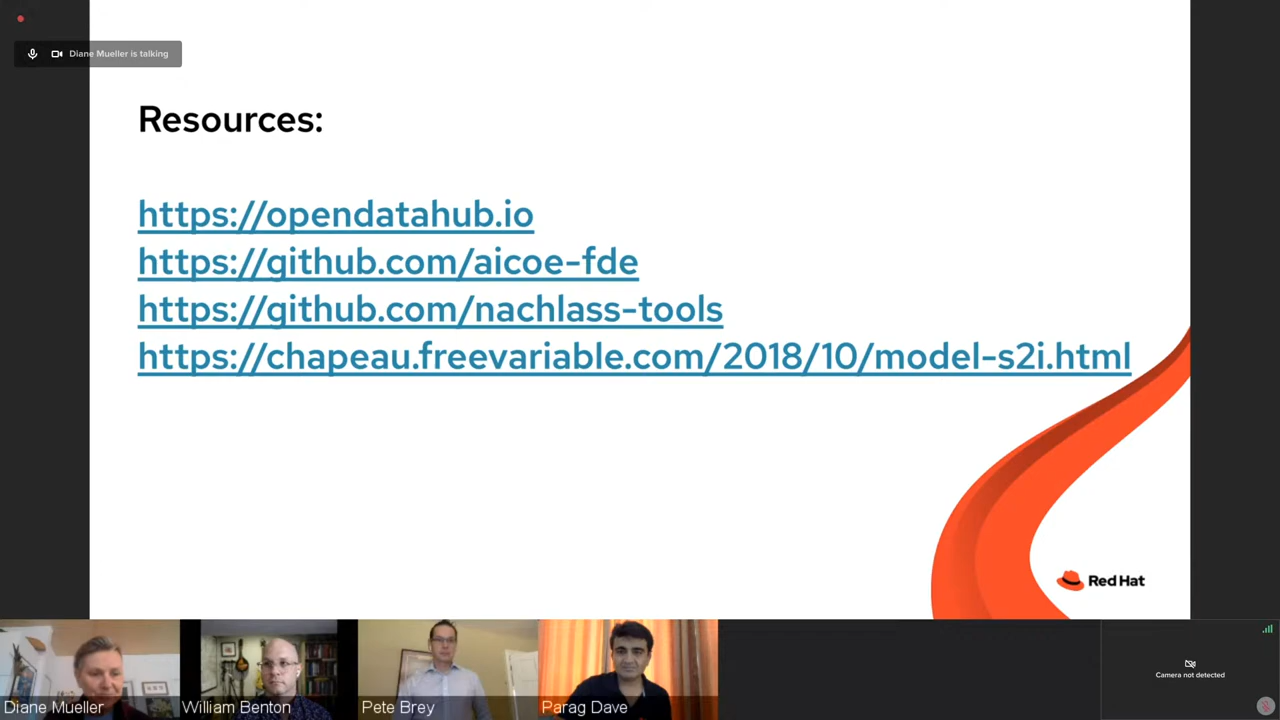 Diane Mueller is talking
Resources:
https://opendatahub.io
https://github.com/aicoe-fde
https://github.com/nachlass-tools
https://chapeau.freevariable.com/2018/10/model-s2i.html
Red Hat
Diane Mueller
William Benton
Pete Brey
Parag Dave
Camera not detected